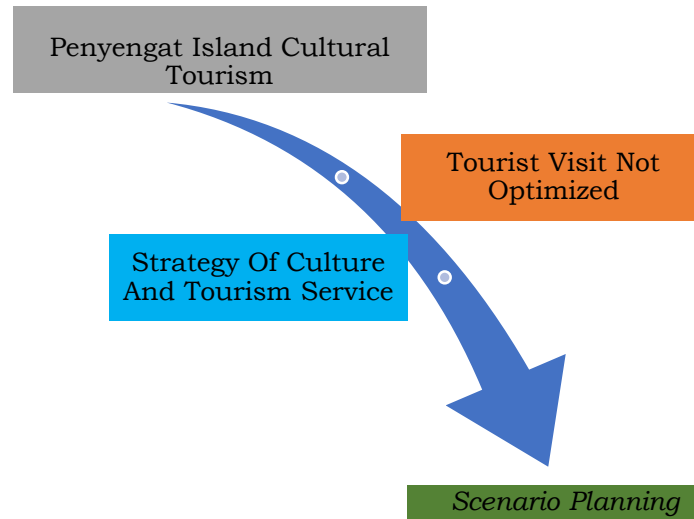 Penyengat Island Cultural
Tourism
Tourist Visit Not
Optimized
Strategy Of Culture
And Tourism Service
Scenario Planning